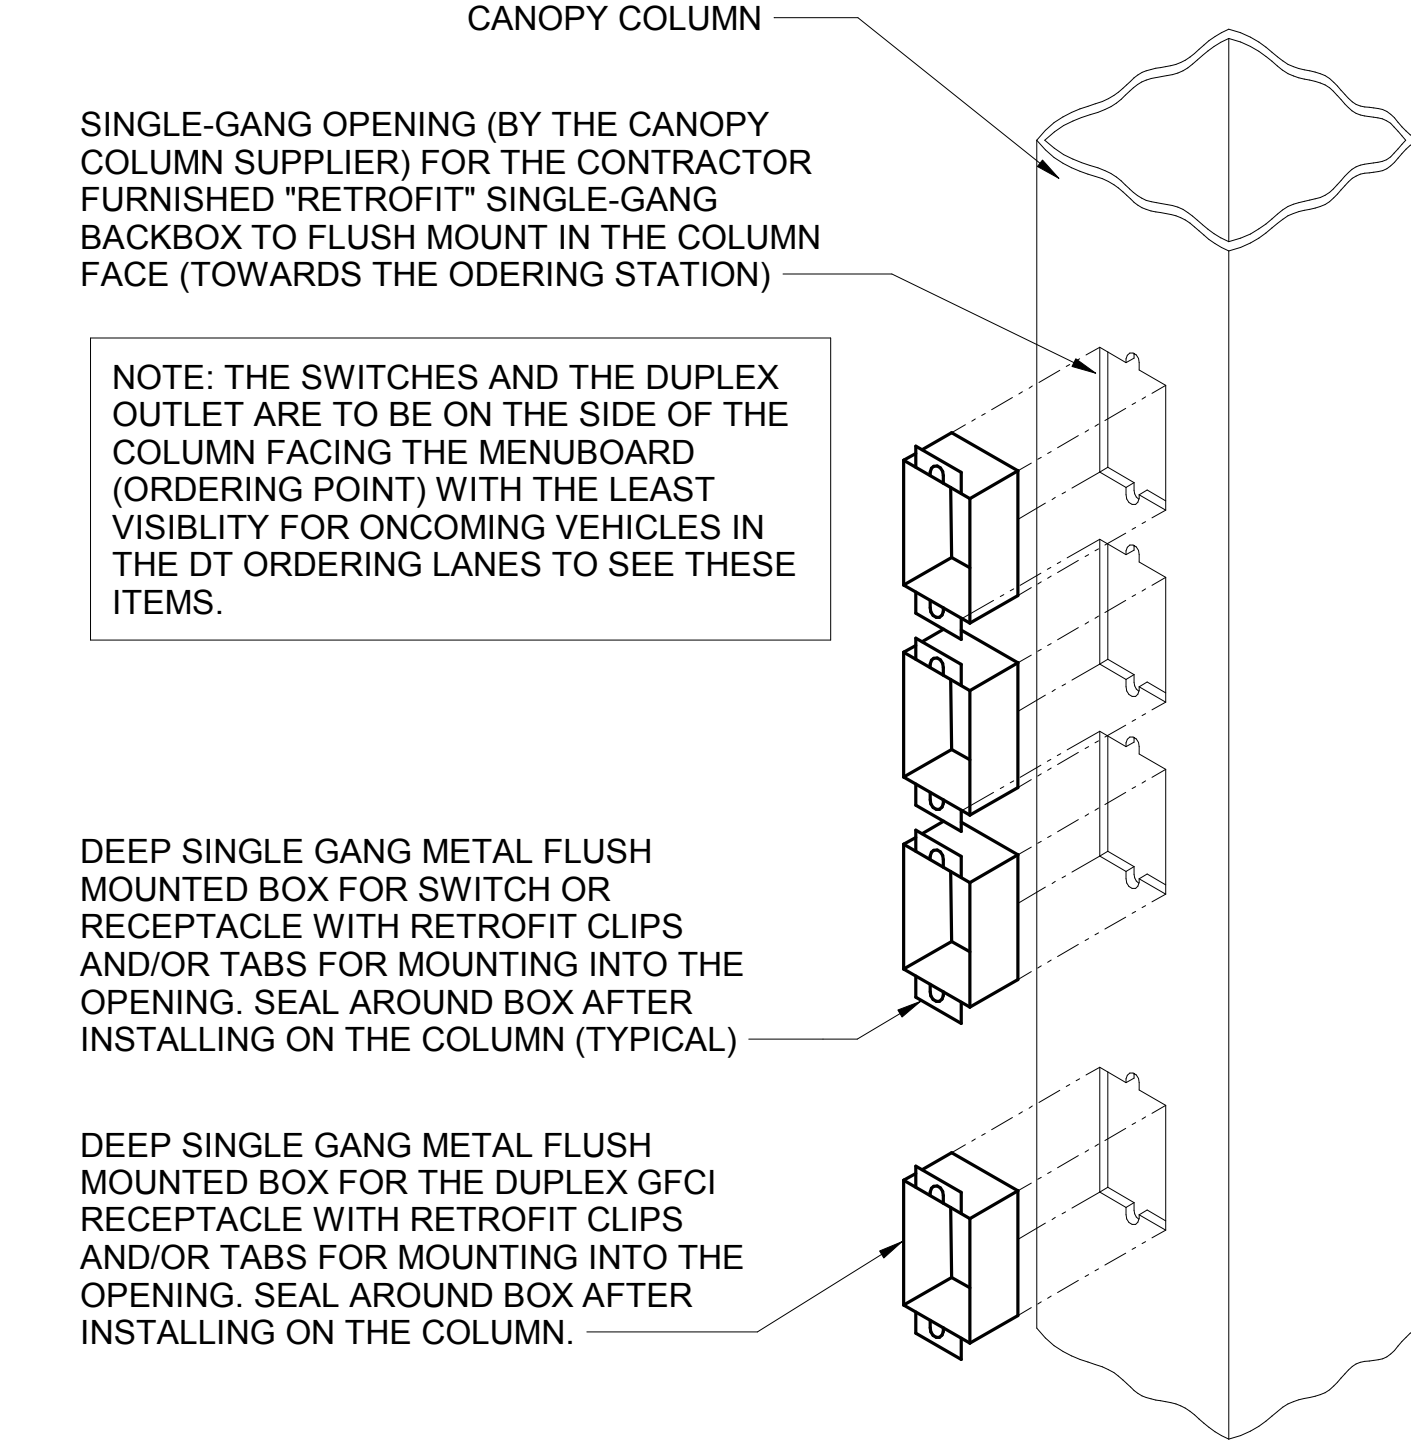 CANOPY COLUMN
SINGLE-GANG OPENING (BY THE CANOPY
COLUMN SUPPLIER) FOR THE CONTRACTOR
FURNISHED "RETROFIT" SINGLE-GANG
BACKBOX TO FLUSH MOUNT IN THE COLUMN
FACE (TOWARDS THE ODERING STATION)
NOTE: THE SWITCHES AND THE DUPLEX
OUTLET ARE TO BE ON THE SIDE OF THE
COLUMN FACING THE MENUBOARD
(ORDERING POINT) WITH THE LEAST
VISIBLITY FOR ONCOMING VEHICLES IN
THE DT ORDERING LANES TO SEE THESE
ITEMS.
DEEP SINGLE GANG METAL FLUSH
MOUNTED BOX FOR SWITCH OR
RECEPTACLE WITH RETROFIT CLIPS
AND/OR TABS FOR MOUNTING INTO THE
OPENING. SEAL AROUND BOX AFTER
INSTALLING ON THE COLUMN (TYPICAL)
DEEP SINGLE GANG METAL FLUSH
MOUNTED BOX FOR THE DUPLEX GFCI
RECEPTACLE WITH RETROFIT CLIPS
AND/OR TABS FOR MOUNTING INTO THE
OPENING. SEAL AROUND BOX AFTER
INSTALLING ON THE COLUMN.